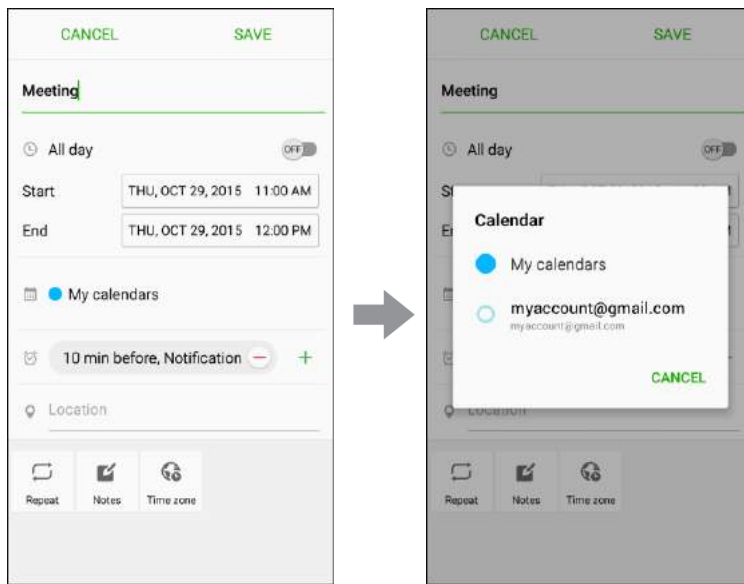 CANCEL SAVE
Meeting
All day OFF
Start THU, OCT 29, 2015 11:00 AM
End THU, OCT 29, 2015 12:00 PM
My calendars
10 min before, Notification
Location
Repeat Notes Time zone
CANCEL SAVE
Meeting
All day OFF
Calendar
My calendars
myaccount@gmail.com
myaccount@gmail.com
CANCEL
Location
Repeat Notes Time zone